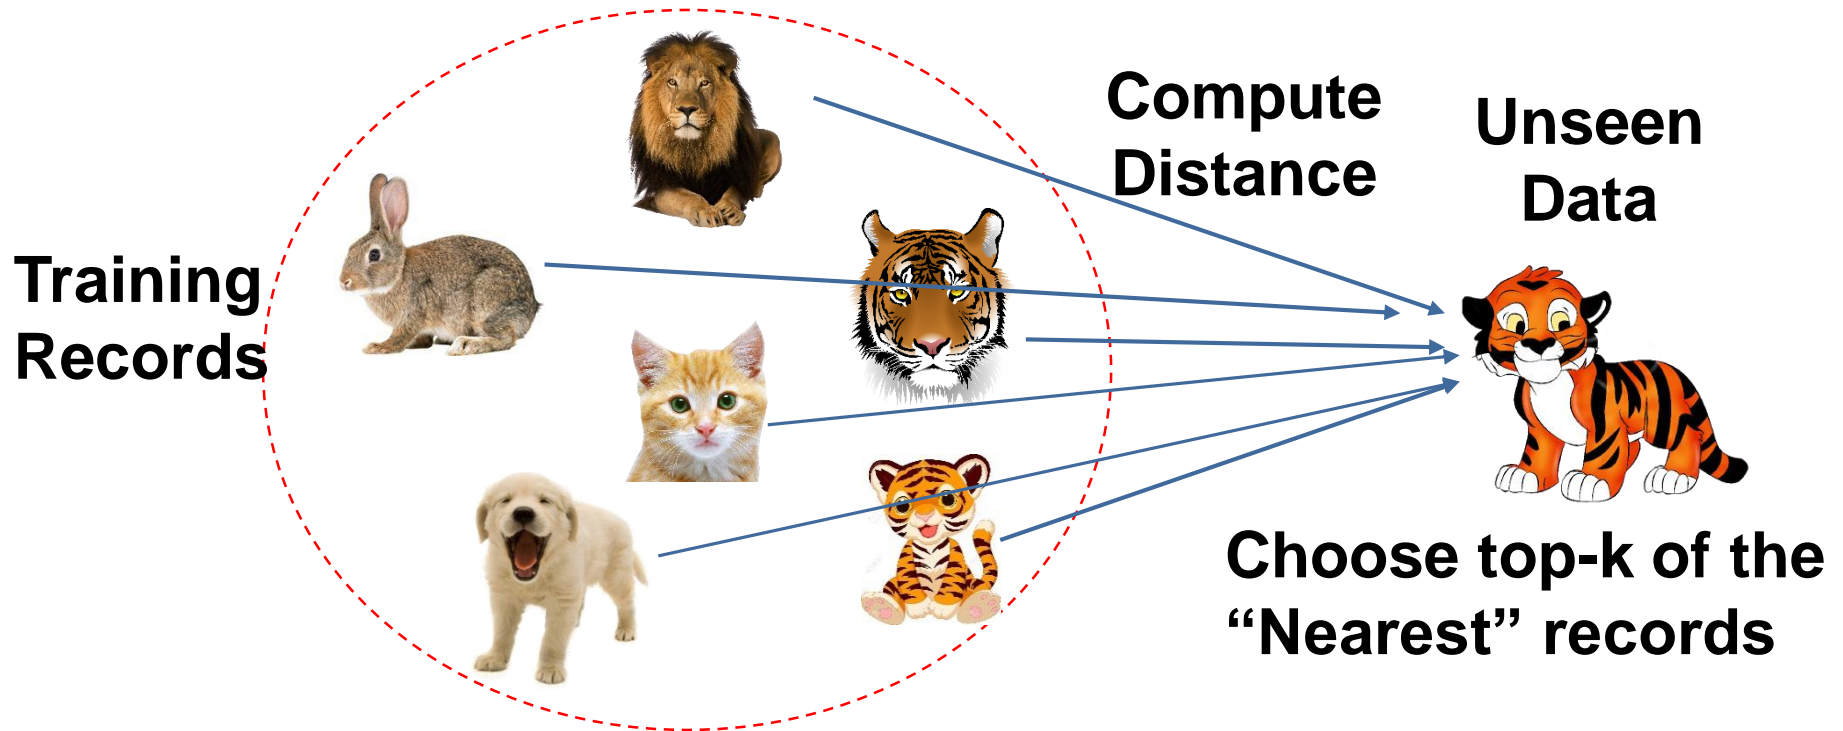 Training
Records
Compute
Distance
Unseen
Data
Choose top-k of the
“Nearest” records